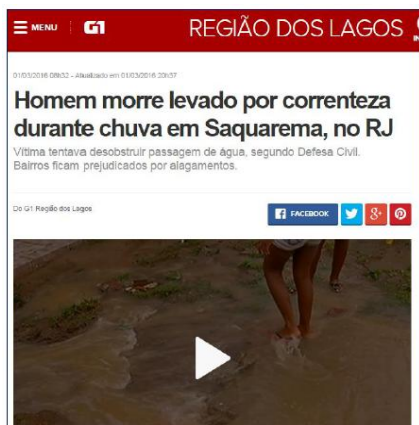 MENU G1 REGIÃO DOS LAGOS
01/03/2016 08h32 - Atualizado em 01/03/2016 20h37
Homem morre levado por correnteza
durante chuva em Saquarema, no RJ
Vítima tentava desobstruir passagem de água, segundo Defesa Civil.
Bairros ficam prejudicados por alagamentos.
Do G1 Região dos Lagos
FACEBOOK